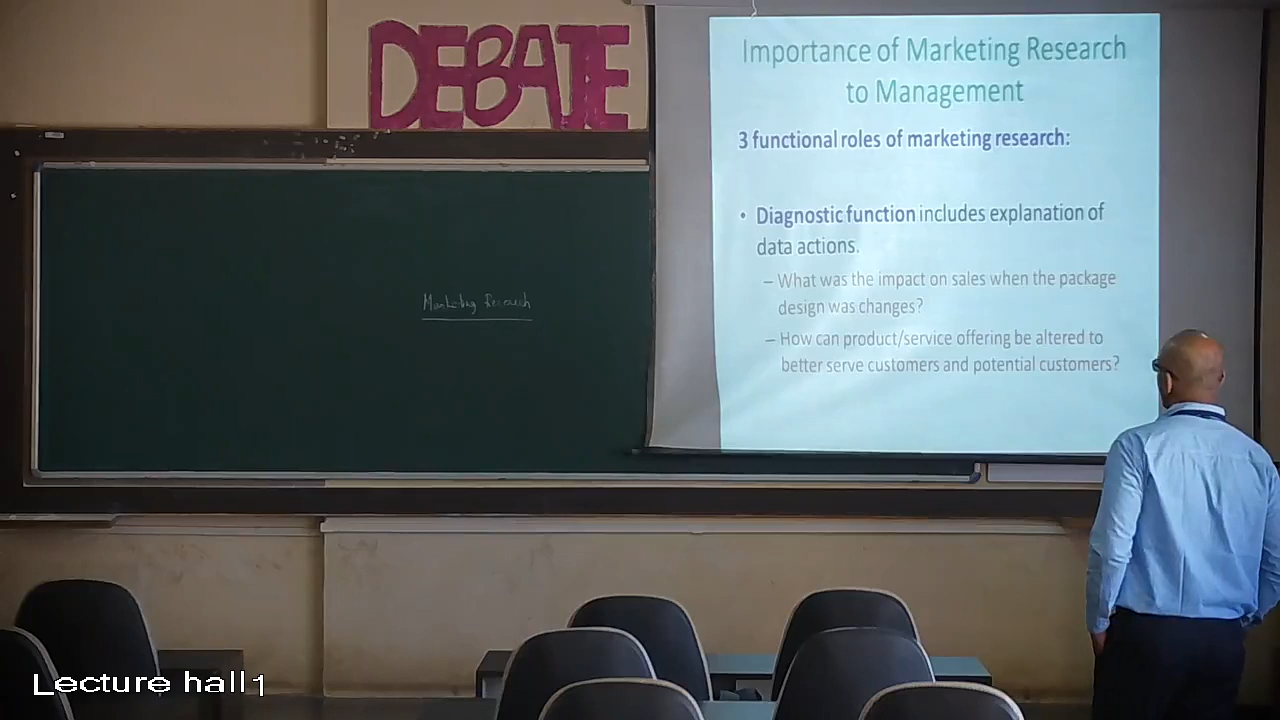 DEBATE
Importance of Marketing Research
to Management
3 functional roles of marketing research:
• Diagnostic function includes explanation of
data actions.
– What was the impact on sales when the package
design was changes?
– How can product/service offering be altered to
better serve customers and potential customers?
Marketing Research
Lecture hall 1